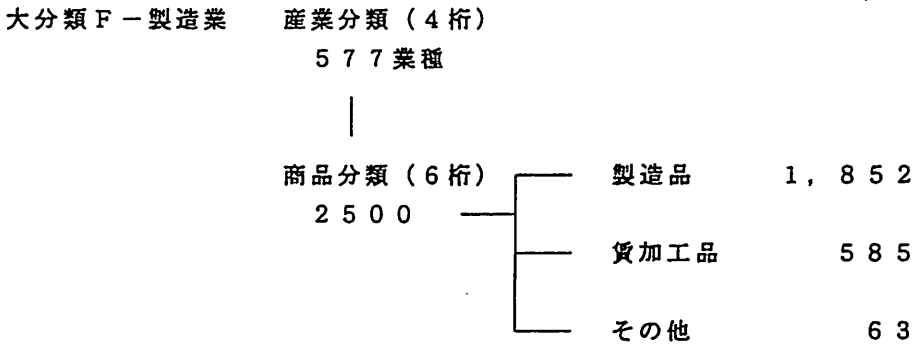 大分類F－製造業　産業分類（4桁）
577業種
商品分類（6桁）　製造品　1，852
2500
賃加工品　585
その他　63